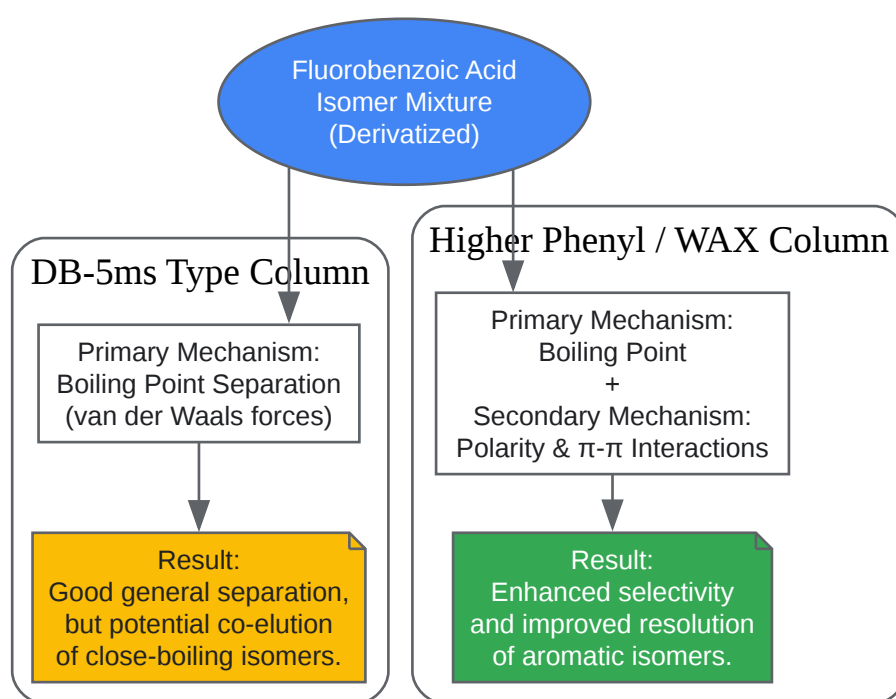 Fluorobenzoic Acid
Isomer Mixture
(Derivatized)
DB-5ms Type Column
Primary Mechanism:
Boiling Point Separation
(van der Waals forces)
Result:
Good general separation,
but potential co-elution
of close-boiling isomers.
Higher Phenyl / WAX Column
Primary Mechanism:
Boiling Point
+
Secondary Mechanism:
Polarity & π-π Interactions
Result:
Enhanced selectivity
and improved resolution
of aromatic isomers.